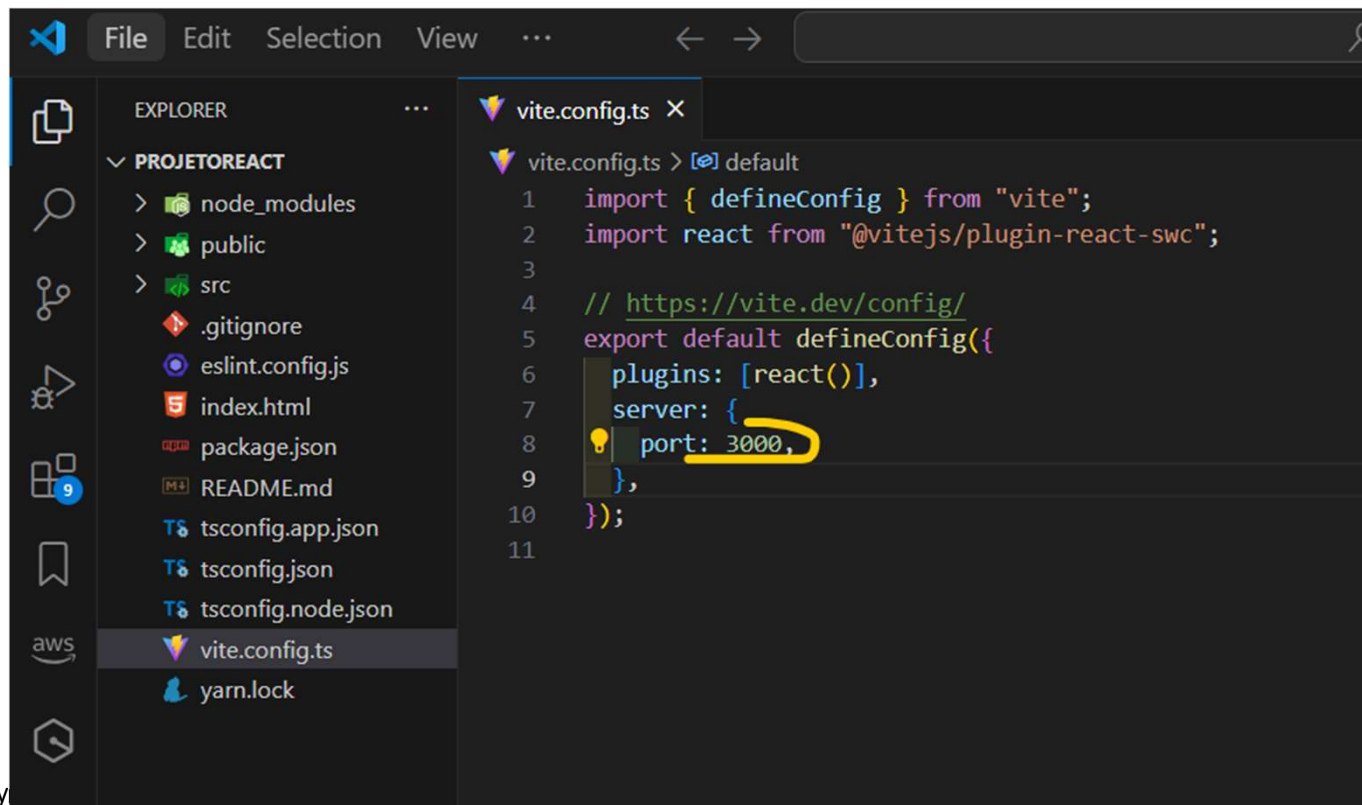 File Edit Selection View ···
EXPLORER ···
PROJETOREACT
node_modules
public
src
.gitignore
eslint.config.js
index.html
package.json
README.md
tsconfig.app.json
tsconfig.json
tsconfig.node.json
vite.config.ts
yarn.lock
9
aws
vite.config.ts
vite.config.ts > default
1 import { defineConfig } from "vite";
2 import react from "@vitejs/plugin-react-swc";
3
4 // https://vite.dev/config/
5 export default defineConfig({
6 plugins: [react()],
7 server: {
8 port: 3000,
9 },
10 });
11
y